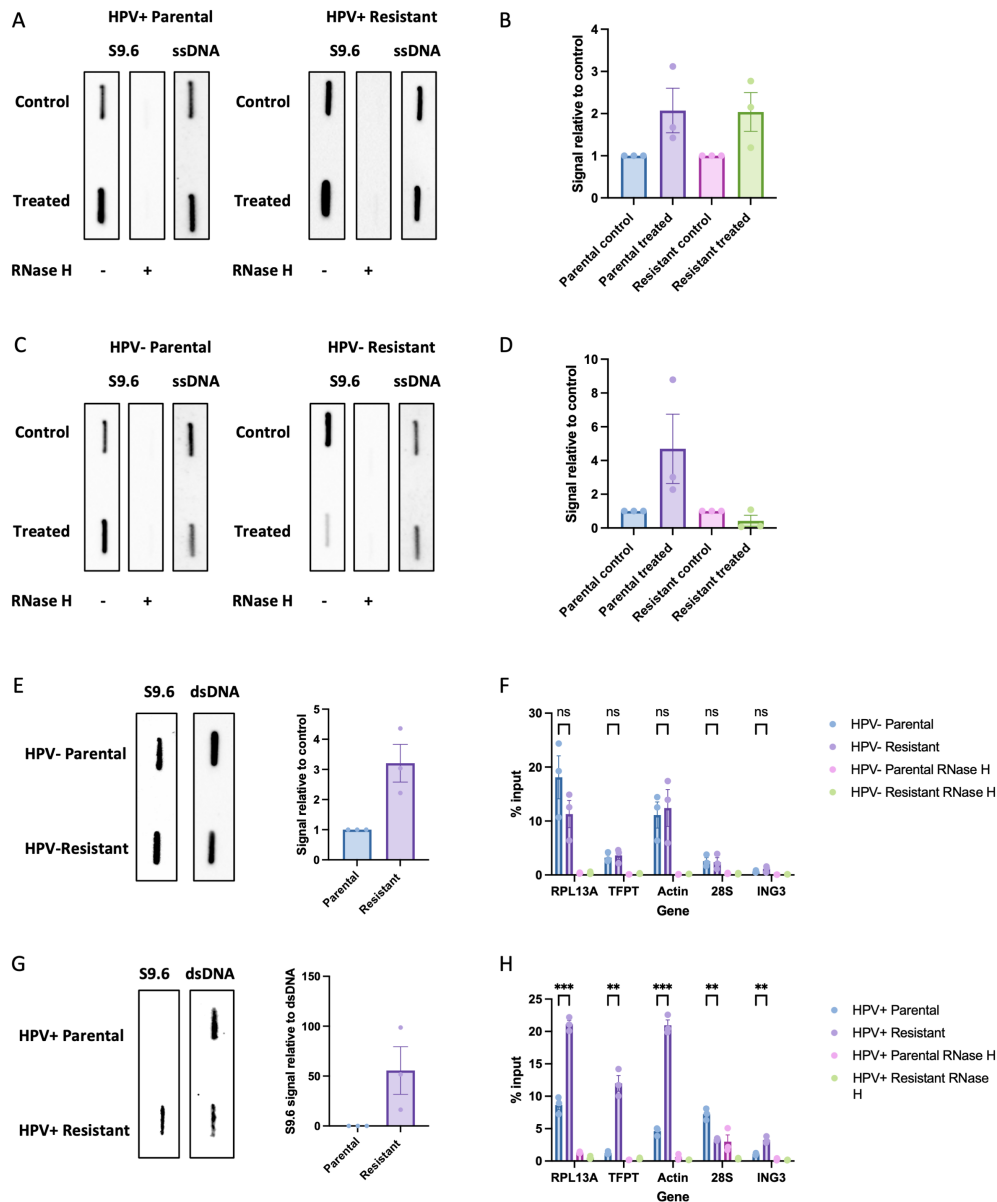 A
HPV+ Parental
HPV+ Resistant
S9.6 ssDNA
S9.6 ssDNA
Control
Control
Treated
Treated
RNase H - +
RNase H - +
B
Signal relative to control
4
3
2
1
0
Parental control
Parental treated
Resistant control
Resistant treated
C
HPV- Parental
HPV- Resistant
S9.6 ssDNA
S9.6 ssDNA
Control
Control
Treated
Treated
RNase H - +
RNase H - +
D
Signal relative to control
10
8
6
4
2
0
Parental control
Parental treated
Resistant control
Resistant treated
E
S9.6 dsDNA
HPV- Parental
HPV-Resistant
Signal relative to control
5
4
3
2
1
0
Parental
Resistant
F
% input
30
20
10
0
ns ns ns ns ns
RPL13A TFPT Actin 28S ING3
Gene
HPV- Parental
HPV- Resistant
HPV- Parental RNase H
HPV- Resistant RNase H
G
S9.6 dsDNA
HPV+ Parental
HPV+ Resistant
S9.6 signal relative to dsDNA
150
100
50
0
Parental
Resistant
H
% input
25
20
15
10
5
0
*** ** *** ** **
RPL13A TFPT Actin 28S ING3
Gene
HPV+ Parental
HPV+ Resistant
HPV+ Parental RNase H
HPV+ Resistant RNase
H